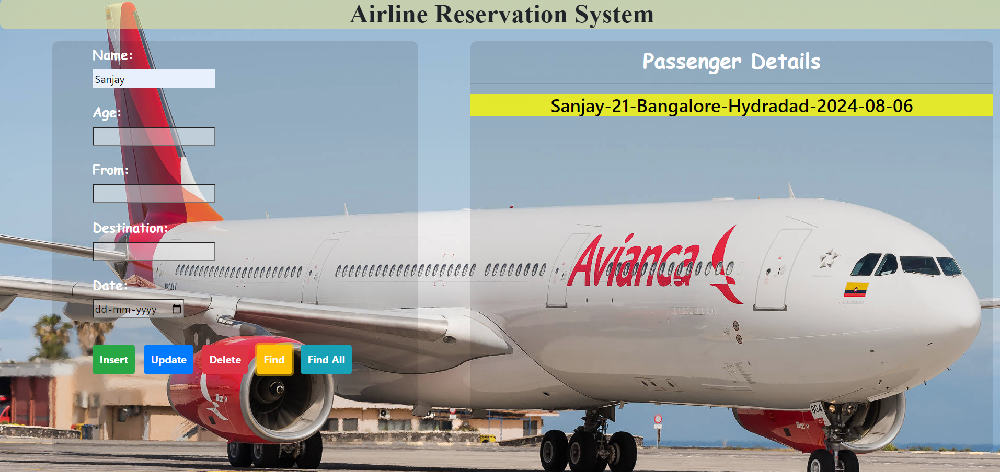 Airline Reservation System
Name:
Sanjay
Age:
From:
Destination:
Date:
dd-mm-yyyy
Insert Update Delete Find Find All
Passenger Details
Sanjay-21-Bangalore-Hydradad-2024-08-06
Avianca
COLOMBIA
804